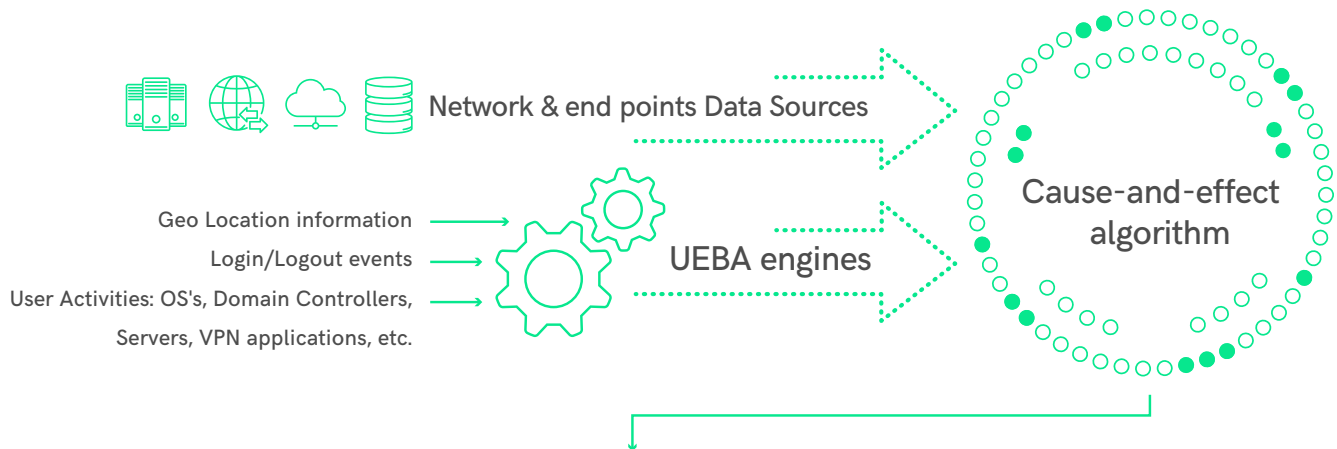 Network & end points Data Sources
Geo Location information
Login/Logout events
User Activities: OS's, Domain Controllers,
Servers, VPN applications, etc.
UEBA engines
Cause-and-effect
algorithm